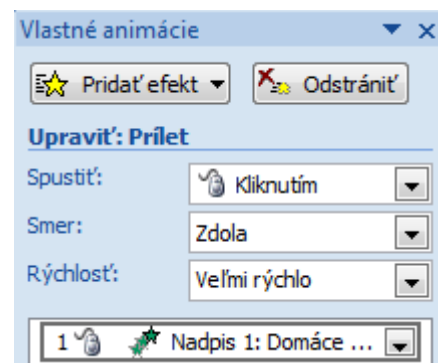 Vlastné animácie
Pridať efekt
Odstrániť
Upraviť: Prílet
Spustiť: Kliknutím
Smer: Zdola
Rýchlosť: Veľmi rýchlo
1 Nadpis 1: Domáce ...